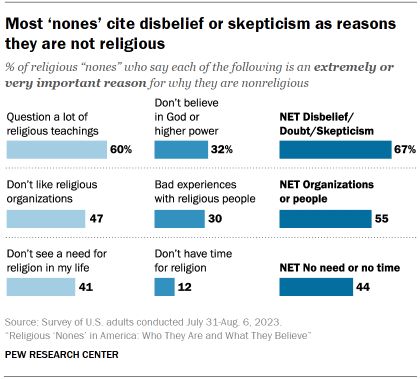 Most ‘nones’ cite disbelief or skepticism as reasons
they are not religious
% of religious “nones” who say each of the following is an extremely or
very important reason for why they are nonreligious
Question a lot of
religious teachings
60%
Don’t believe
in God or
higher power
32%
NET Disbelief/
Doubt/Skepticism
67%
Don’t like religious
organizations
47
Bad experiences
with religious people
30
NET Organizations
or people
55
Don’t see a need for
religion in my life
41
Don’t have time
for religion
12
NET No need or no time
44
Source: Survey of U.S. adults conducted July 31-Aug. 6, 2023.
“Religious ‘Nones’ in America: Who They Are and What They Believe”
PEW RESEARCH CENTER